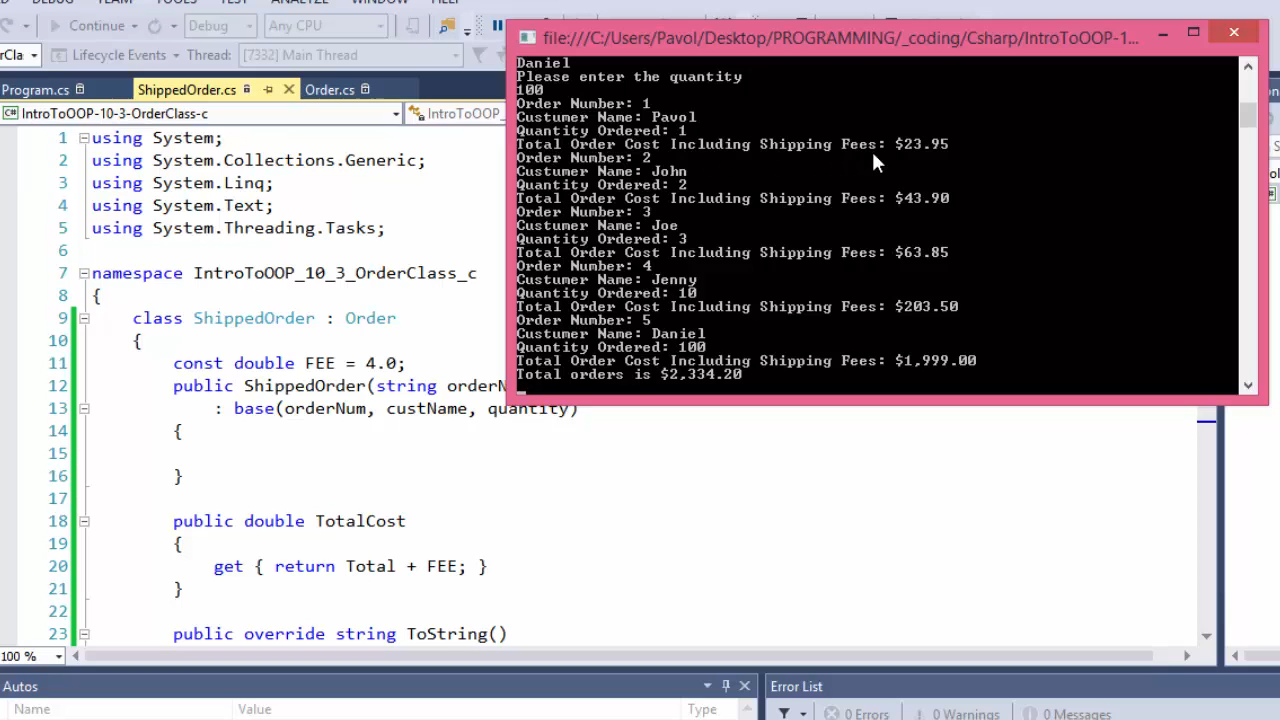 DEBUG TEAM TOOLS TEST ANALYZE WINDOW HELP
Continue Debug Any CPU
Lifecycle Events Thread: [7332] Main Thread
Program.cs ShippedOrder.cs Order.cs
IntroToOOP-10-3-OrderClass-c IntroToOOP_
1 using System;
2 using System.Collections.Generic;
3 using System.Linq;
4 using System.Text;
5 using System.Threading.Tasks;
6
7 namespace IntroToOOP_10_3_OrderClass_c
8 {
9 class ShippedOrder : Order
10 {
11 const double FEE = 4.0;
12 public ShippedOrder(string orderN
13 : base(orderNum, custName, quantity)
14 {
15
16 }
17
18 public double TotalCost
19 {
20 get { return Total + FEE; }
21 }
22
23 public override string ToString()
100 %
file:///C:/Users/Pavol/Desktop/PROGRAMMING/_coding/Csharp/IntroToOOP-1...
Daniel
Please enter the quantity
100
Order Number: 1
Custumer Name: Pavol
Quantity Ordered: 1
Total Order Cost Including Shipping Fees: $23.95
Order Number: 2
Custumer Name: John
Quantity Ordered: 2
Total Order Cost Including Shipping Fees: $43.90
Order Number: 3
Custumer Name: Joe
Quantity Ordered: 3
Total Order Cost Including Shipping Fees: $63.85
Order Number: 4
Custumer Name: Jenny
Quantity Ordered: 10
Total Order Cost Including Shipping Fees: $203.50
Order Number: 5
Custumer Name: Daniel
Quantity Ordered: 100
Total Order Cost Including Shipping Fees: $1,999.00
Total orders is $2,334.20
Autos
Name Value Type
Error List
0 Errors 0 Warnings 0 Messages